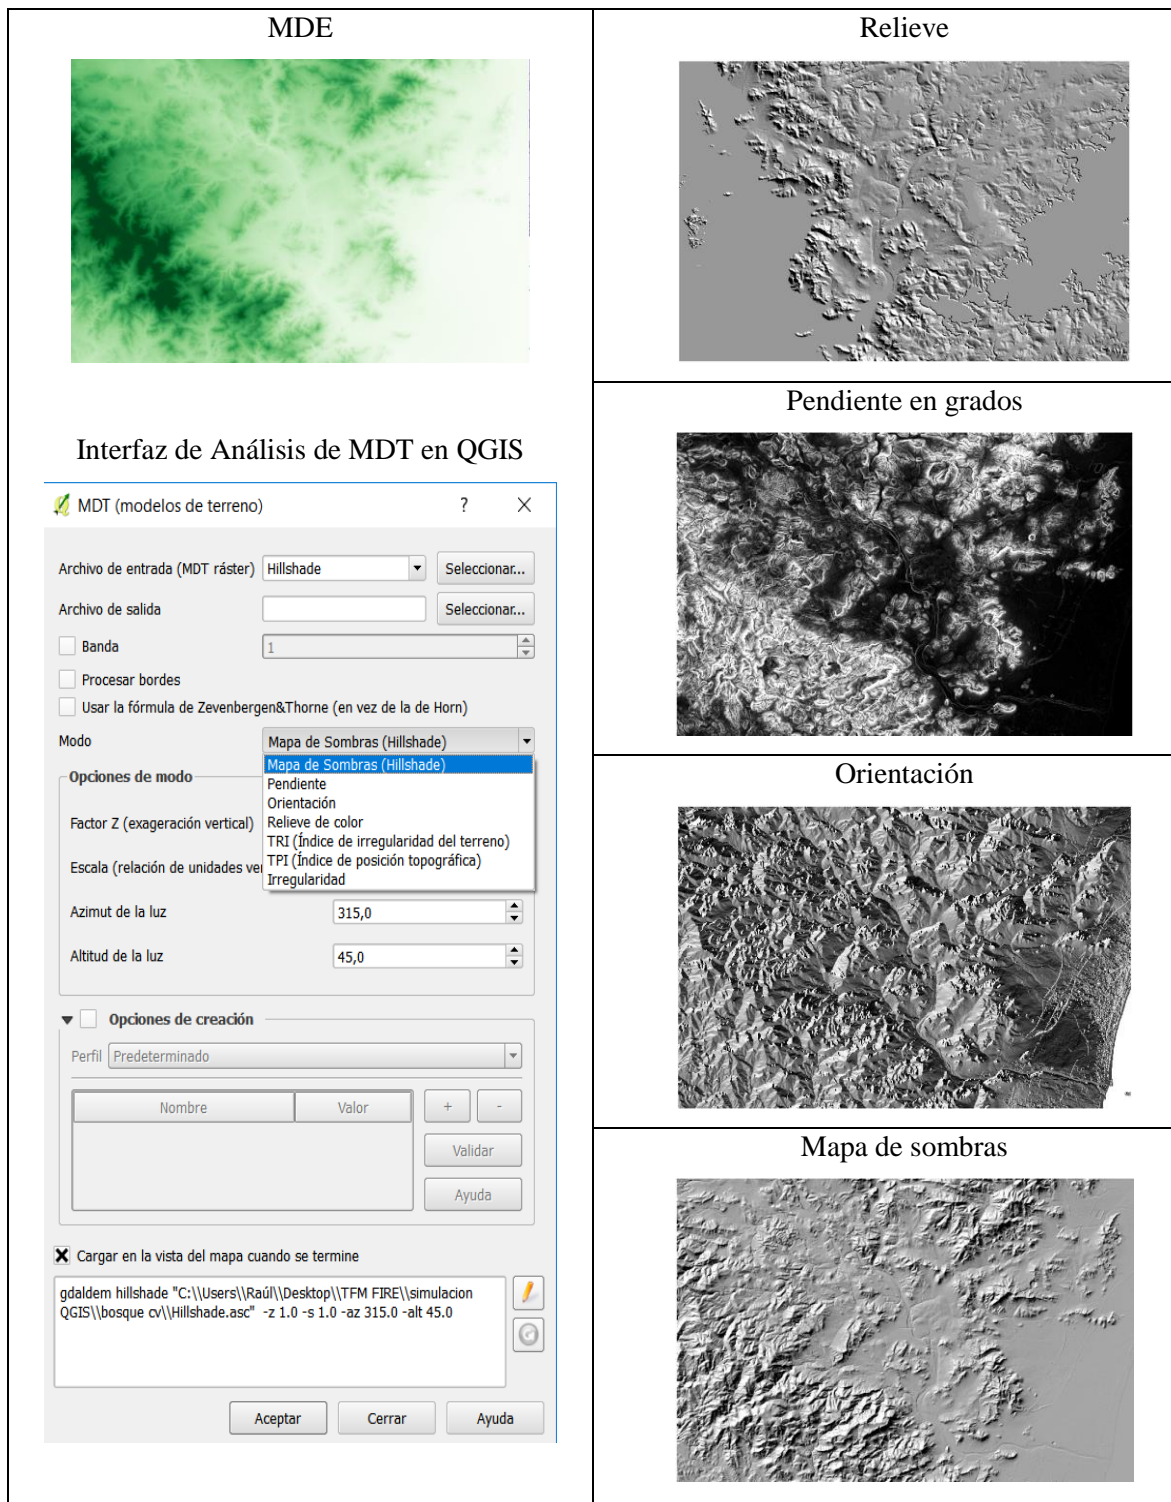 MDE
Interfaz de Análisis de MDT en QGIS
MDT (modelos de terreno)
?
Archivo de entrada (MDT ráster)
Hillshade
Seleccionar...
Archivo de salida
Seleccionar...
Banda
1
Procesar bordes
Usar la fórmula de Zevenbergen&Thorne (en vez de la de Horn)
Modo
Mapa de Sombras (Hillshade)
Mapa de Sombras (Hillshade)
Pendiente
Orientación
Relieve de color
TRI (Índice de irregularidad del terreno)
TPI (Índice de posición topográfica)
Irregularidad
Opciones de modo
Factor Z (exageración vertical)
Escala (relación de unidades ver
Azimut de la luz
315,0
Altitud de la luz
45,0
Opciones de creación
Perfil
Predeterminado
Nombre
Valor
+
-
Validar
Ayuda
Cargar en la vista del mapa cuando se termine
gdaldem hillshade "C:\\Users\\Raúl\\Desktop\\TFM FIRE\\simulacion
QGIS\\bosque cv\\Hillshade.asc"  -z 1.0 -s 1.0 -az 315.0 -alt 45.0
Aceptar
Cerrar
Ayuda
Relieve
Pendiente en grados
Orientación
Mapa de sombras